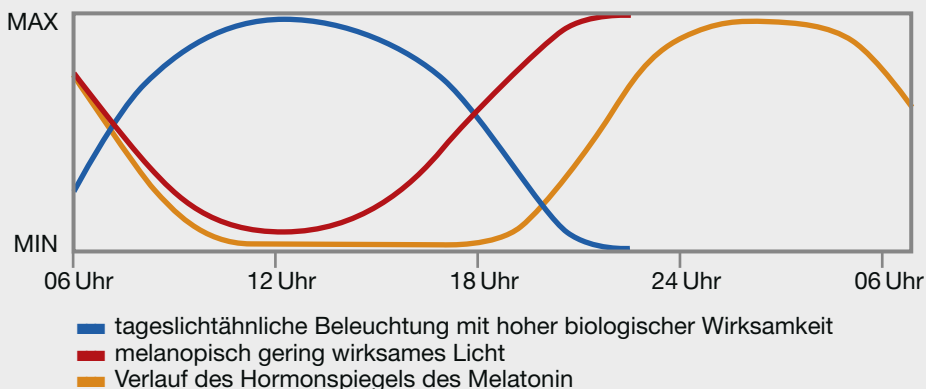 MAX
MIN
06 Uhr 12 Uhr 18 Uhr 24 Uhr 06 Uhr
tageslichtähnliche Beleuchtung mit hoher biologischer Wirksamkeit
melanopisch gering wirksames Licht
Verlauf des Hormonspiegels des Melatonin